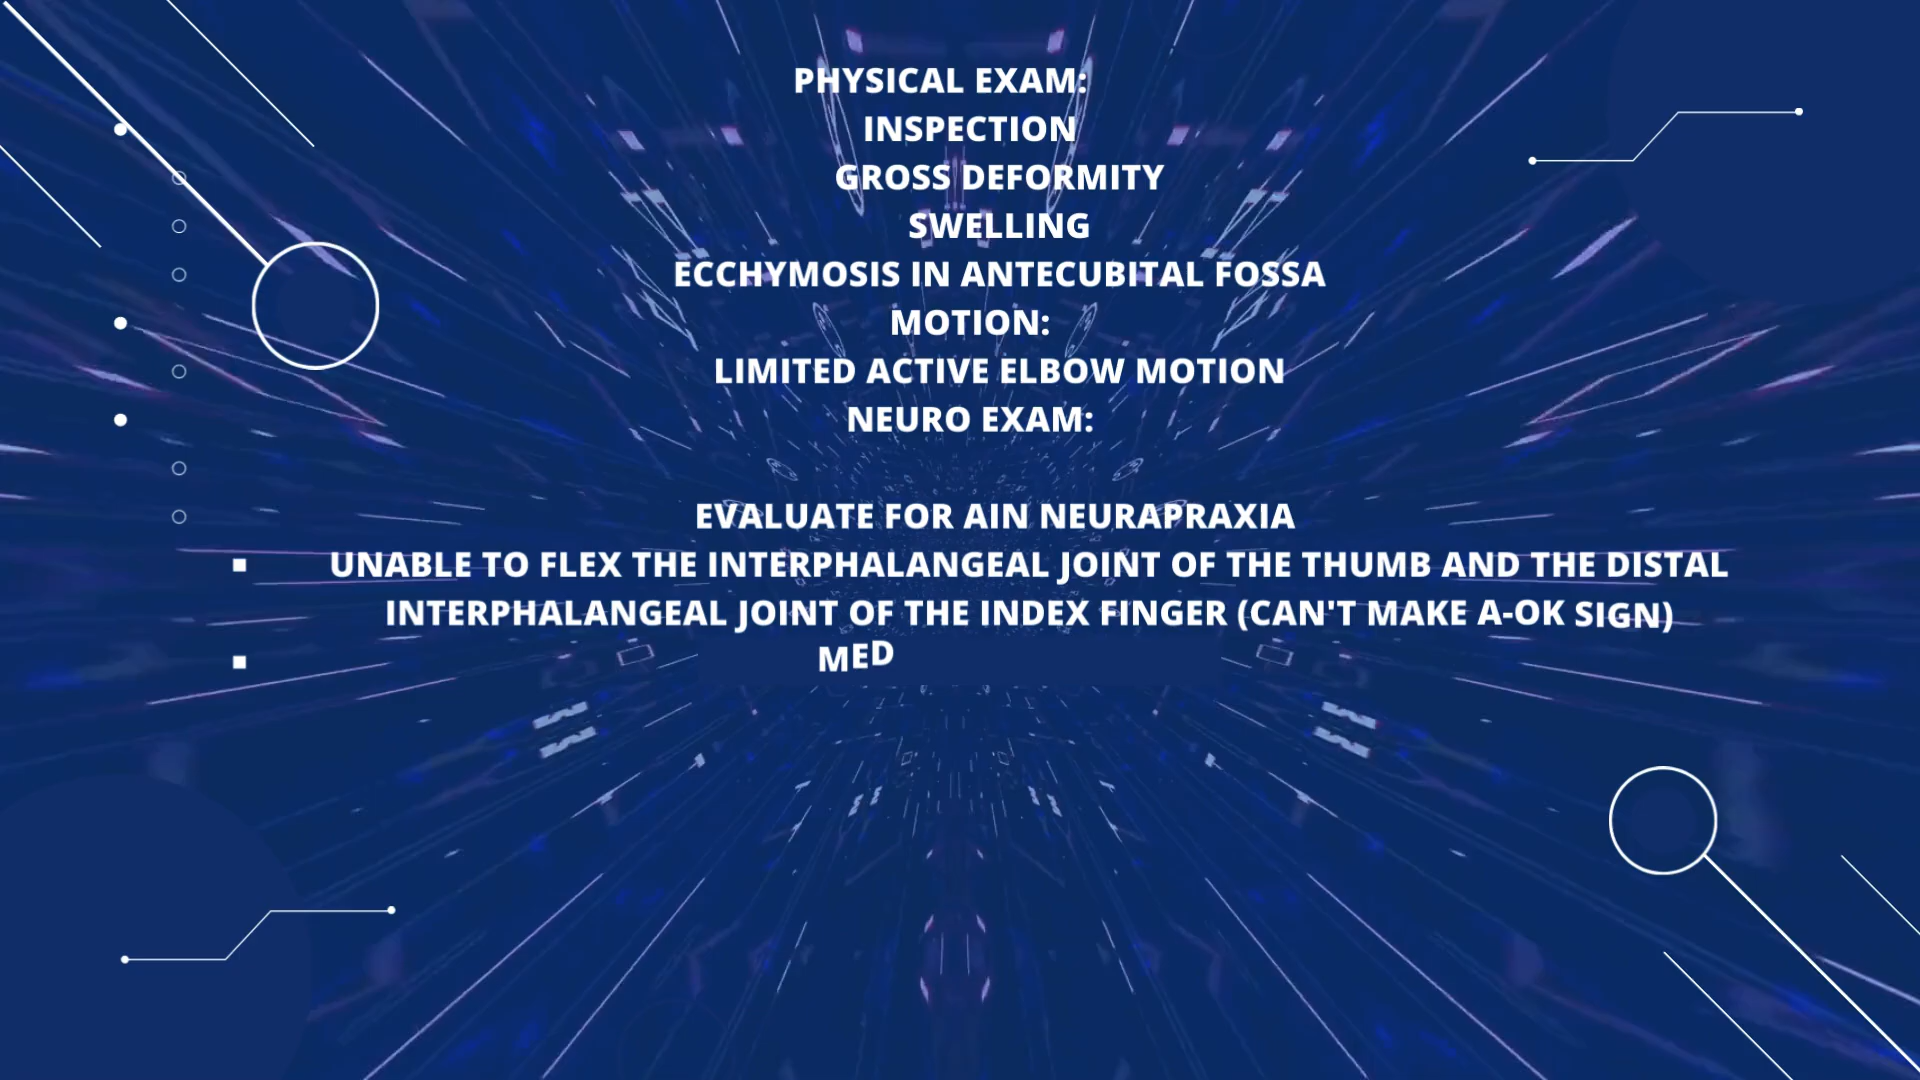 PHYSICAL EXAM:
INSPECTION
GROSS DEFORMITY
SWELLING
ECCHYMOSIS IN ANTECUBITAL FOSSA
MOTION:
LIMITED ACTIVE ELBOW MOTION
NEURO EXAM:
EVALUATE FOR AIN NEURAPRAXIA
UNABLE TO FLEX THE INTERPHALANGEAL JOINT OF THE THUMB AND THE DISTAL
INTERPHALANGEAL JOINT OF THE INDEX FINGER (CAN'T MAKE A-OK SIGN)
MED